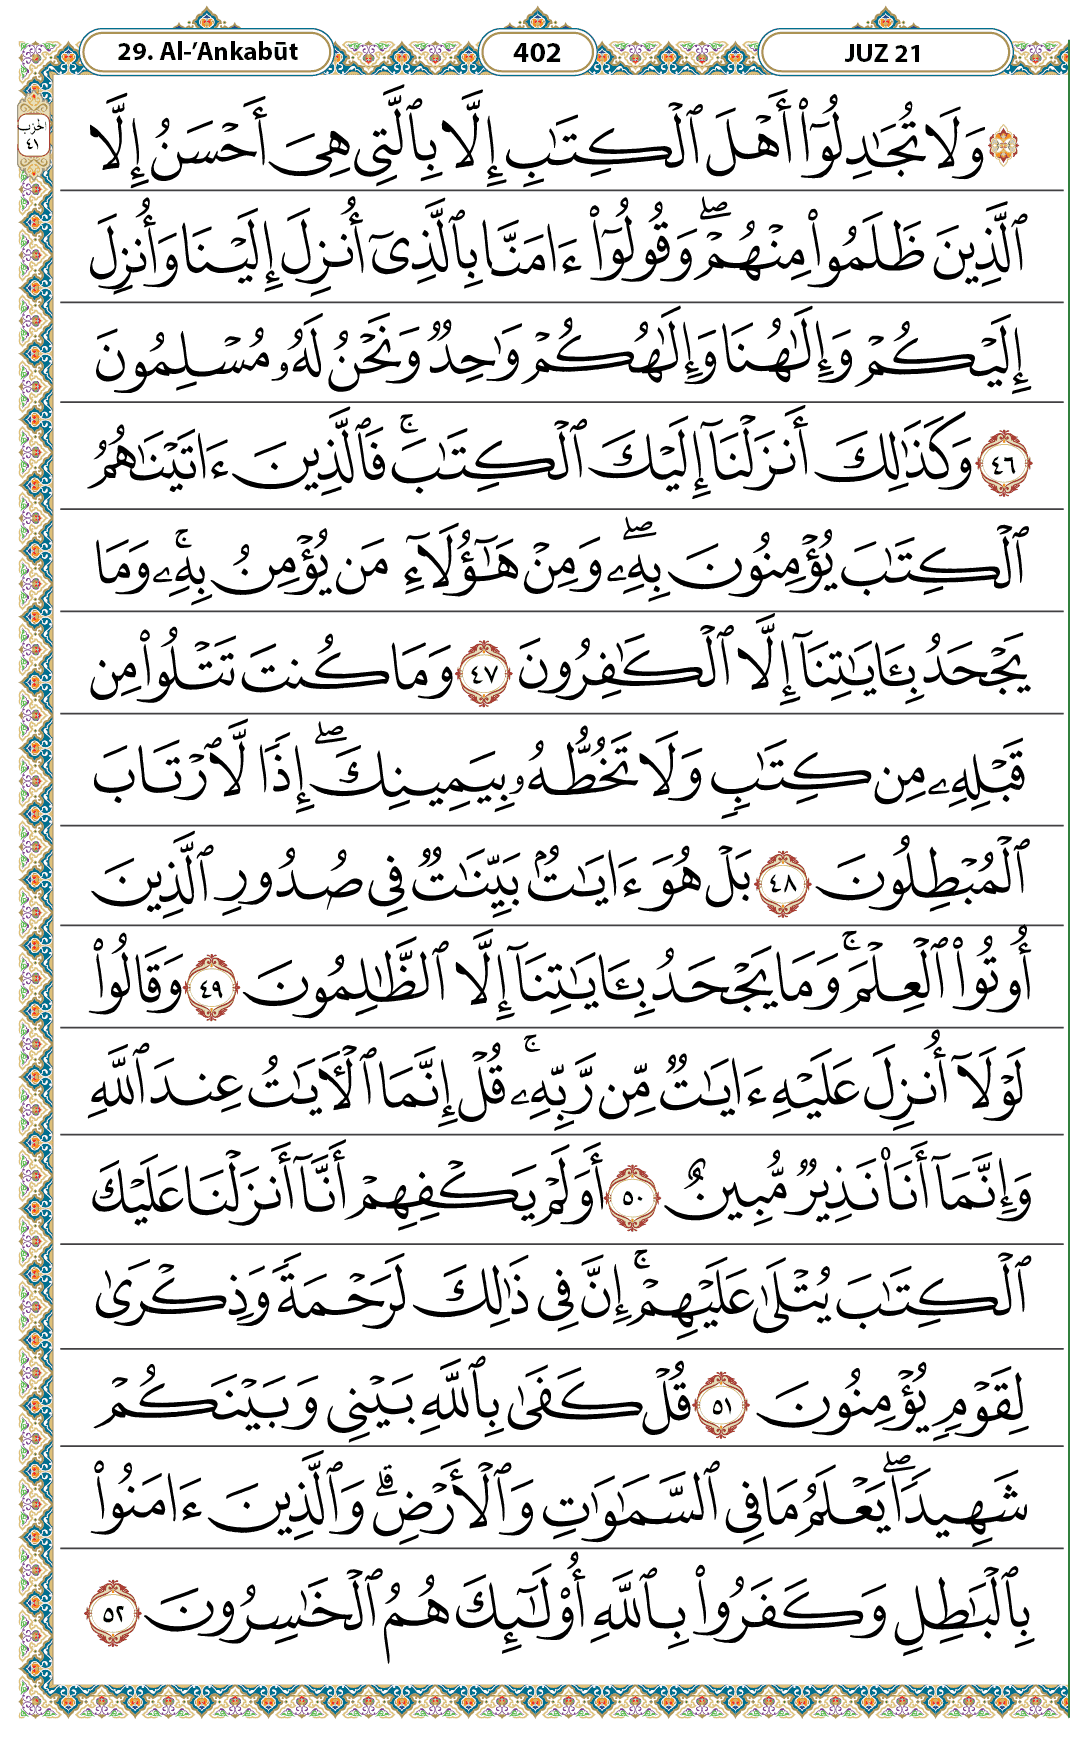 29. Al-’Ankabūt
402
JUZ 21
الحزب
٤١
۞ وَلَا تُجَٰدِلُوٓا۟ أَهْلَ ٱلْكِتَٰبِ إِلَّا بِٱلَّتِى هِىَ أَحْسَنُ إِلَّا
ٱلَّذِينَ ظَلَمُوا۟ مِنْهُمْ ۖ وَقُولُوٓا۟ ءَامَنَّا بِٱلَّذِىٓ أُنزِلَ إِلَيْنَا وَأُنزِلَ
إِلَيْكُمْ وَإِلَٰهُنَا وَإِلَٰهُكُمْ وَٰحِدٌ وَنَحْنُ لَهُۥ مُسْلِمُونَ
٤٦ وَكَذَٰلِكَ أَنزَلْنَآ إِلَيْكَ ٱلْكِتَٰبَ ۚ فَٱلَّذِينَ ءَاتَيْنَٰهُمُ
ٱلْكِتَٰبَ يُؤْمِنُونَ بِهِۦ ۖ وَمِنْ هَٰٓؤُلَآءِ مَن يُؤْمِنُ بِهِۦ ۚ وَمَا
يَجْحَدُ بِـَٔايَٰتِنَآ إِلَّا ٱلْكَٰفِرُونَ ٤٧ وَمَا كُنتَ تَتْلُوا۟ مِن
قَبْلِهِۦ مِن كِتَٰبٍ وَلَا تَخُطُّهُۥ بِيَمِينِكَ ۖ إِذًا لَّٱرْتَابَ
ٱلْمُبْطِلُونَ ٤٨ بَلْ هُوَ ءَايَٰتٌۢ بَيِّنَٰتٌ فِى صُدُورِ ٱلَّذِينَ
أُوتُوا۟ ٱلْعِلْمَ ۚ وَمَا يَجْحَدُ بِـَٔايَٰتِنَآ إِلَّا ٱلظَّٰلِمُونَ ٤٩ وَقَالُوا۟
لَوْلَآ أُنزِلَ عَلَيْهِ ءَايَٰتٌ مِّن رَّبِّهِۦ ۚ قُلْ إِنَّمَا ٱلْـَٔايَٰتُ عِندَ ٱللَّهِ
وَإِنَّمَآ أَنَا۠ نَذِيرٌ مُّبِينٌ ٥٠ أَوَلَمْ يَكْفِهِمْ أَنَّآ أَنزَلْنَا عَلَيْكَ
ٱلْكِتَٰبَ يُتْلَىٰ عَلَيْهِمْ ۚ إِنَّ فِى ذَٰلِكَ لَرَحْمَةً وَذِكْرَىٰ
لِقَوْمٍ يُؤْمِنُونَ ٥١ قُلْ كَفَىٰ بِٱللَّهِ بَيْنِى وَبَيْنَكُمْ
شَهِيدًا ۖ يَعْلَمُ مَا فِى ٱلسَّمَٰوَٰتِ وَٱلْأَرْضِ ۗ وَٱلَّذِينَ ءَامَنُوا۟
بِٱلْبَٰطِلِ وَكَفَرُوا۟ بِٱللَّهِ أُو۟لَٰٓئِكَ هُمُ ٱلْخَٰسِرُونَ ٥٢